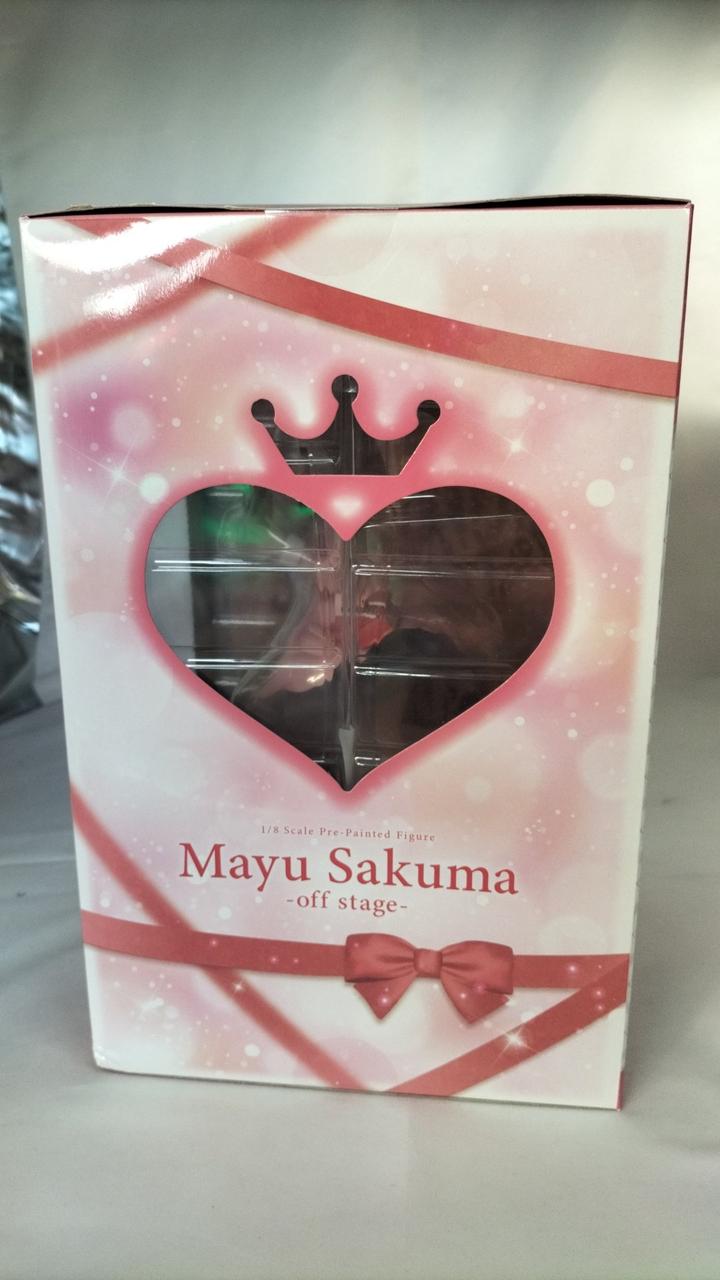 1/8 Scale Pre-Painted Figure
Mayu Sakuma
-off stage-